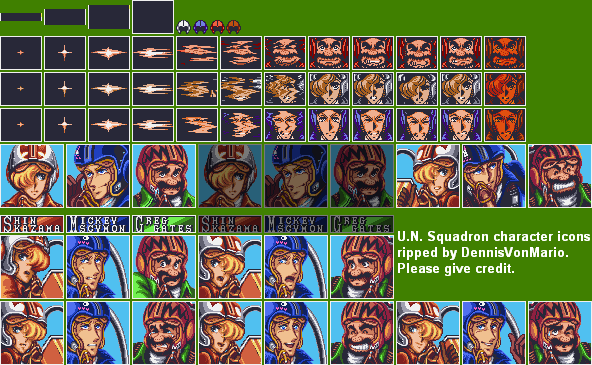 SHIN KAZAMA MICKEY SCYMON GREG GATES SHIN KAZAMA MICKEY SCYMON GREG GATES
U.N. Squadron character icons
ripped by DennisVonMario.
Please give credit.